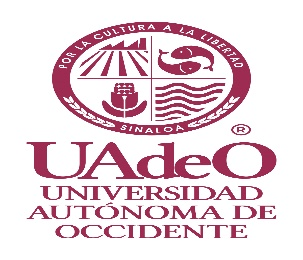 POR LA CULTURA A LA LIBERTAD
SINALOA
®
UAdeO
UNIVERSIDAD
AUTÓNOMA DE
OCCIDENTE